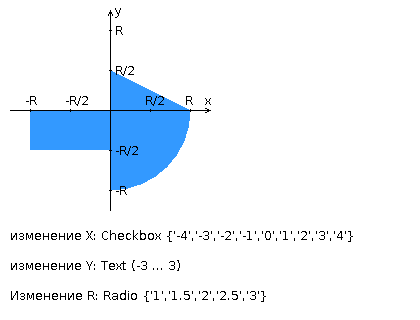 y
R
R/2
-R -R/2 R/2 R x
-R/2
-R
изменение X: Checkbox {'-4','-3','-2','-1','0','1','2','3','4'}
изменение Y: Text (-3 ... 3)
Изменение R: Radio {'1','1.5','2','2.5','3'}